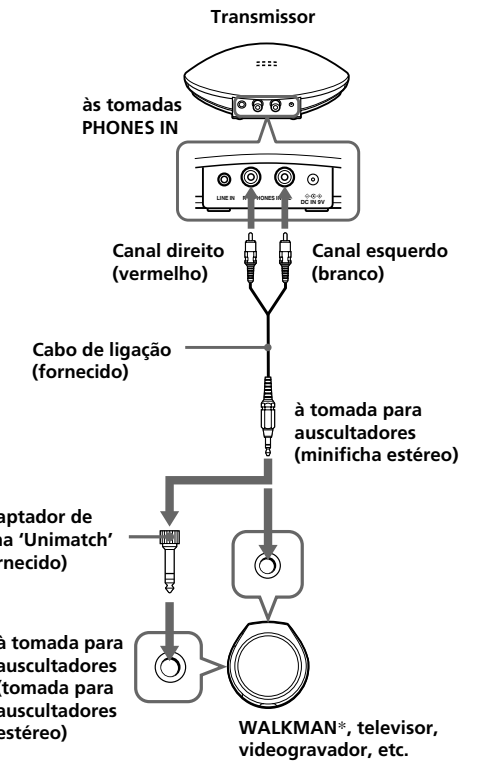 Transmissor
às tomadas
PHONES IN
LINE IN
R PHONES IN
DC IN 9V
Canal direito
(vermelho)
Canal esquerdo
(branco)
Cabo de ligação
(fornecido)
à tomada para
auscultadores
(minificha estéreo)
aptador de
‘Unimatch’
rnecido)
à tomada para
auscultadores
(tomada para
auscultadores
estéreo)
WALKMAN*, televisor,
videogravador, etc.